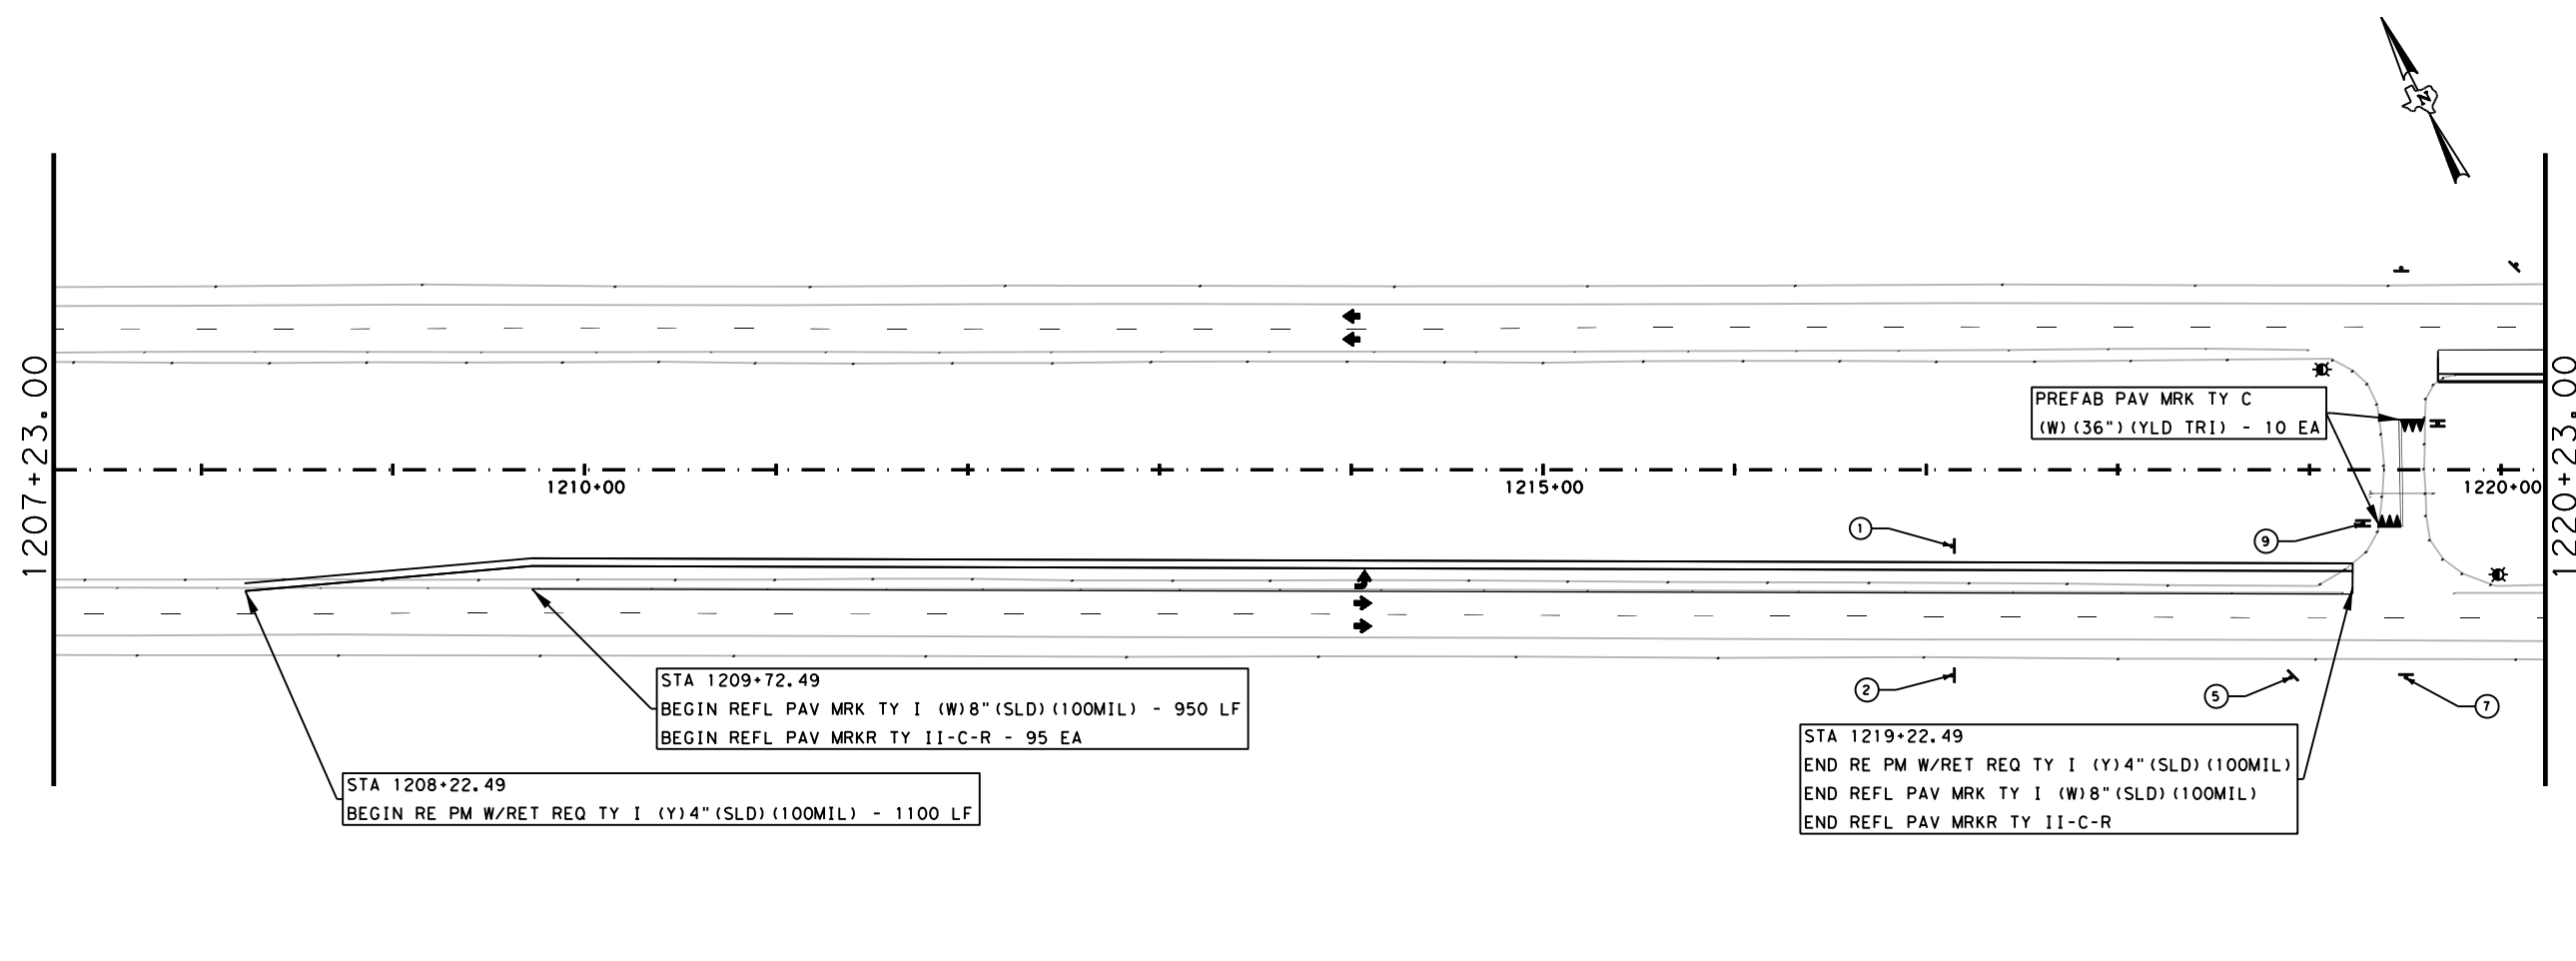 N
1207+23.00
1220+23.00
PREFAB PAV MRK TY C
(W)(36")(YLD TRI) - 10 EA
1210+00
1215+00
1220+00
1
9
2
5
7
STA 1209+72.49
BEGIN REFL PAV MRK TY I (W)8"(SLD)(100MIL) - 950 LF
BEGIN REFL PAV MRKR TY II-C-R - 95 EA
STA 1208+22.49
BEGIN RE PM W/RET REQ TY I (Y)4"(SLD)(100MIL) - 1100 LF
STA 1219+22.49
END RE PM W/RET REQ TY I (Y)4"(SLD)(100MIL)
END REFL PAV MRK TY I (W)8"(SLD)(100MIL)
END REFL PAV MRKR TY II-C-R